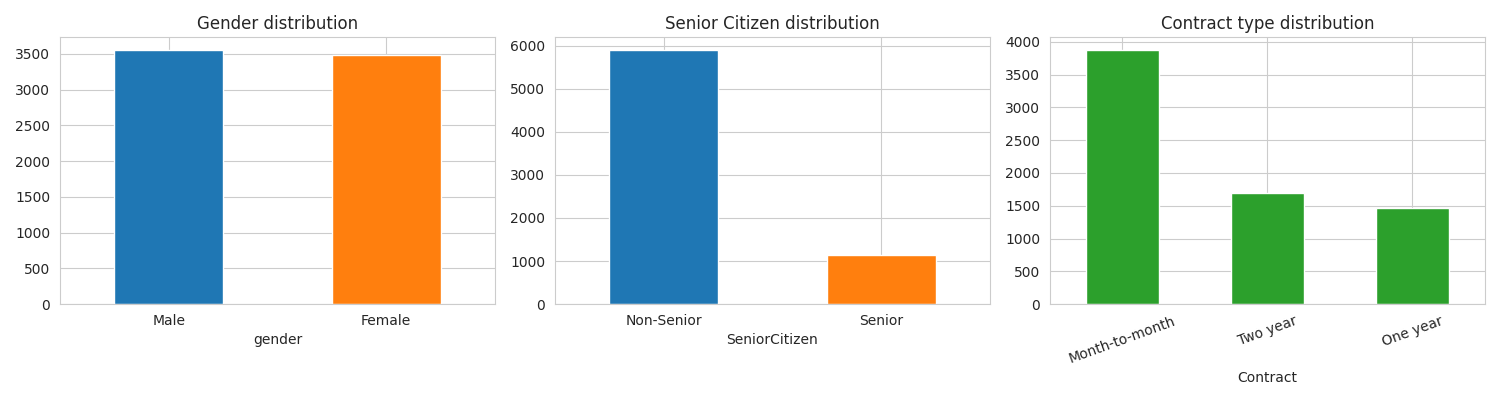 Gender distribution
3500
3000
2500
2000
1500
1000
500
0
Male Female
gender
Senior Citizen distribution
6000
5000
4000
3000
2000
1000
0
Non-Senior Senior
SeniorCitizen
Contract type distribution
4000
3500
3000
2500
2000
1500
1000
500
0
Month-to-month Two year One year
Contract